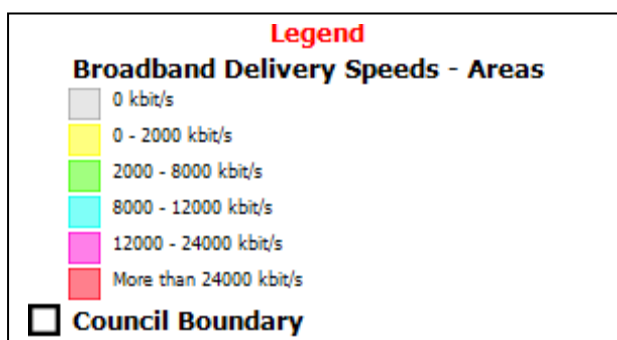 Legend
Broadband Delivery Speeds - Areas
0 kbit/s
0 - 2000 kbit/s
2000 - 8000 kbit/s
8000 - 12000 kbit/s
12000 - 24000 kbit/s
More than 24000 kbit/s
Council Boundary